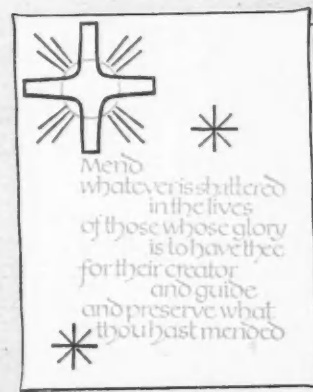 Mend
whatever is shattered
in the lives
of those whose glory
is to have thee
for their creator
and guide
and preserve what
thou hast mended